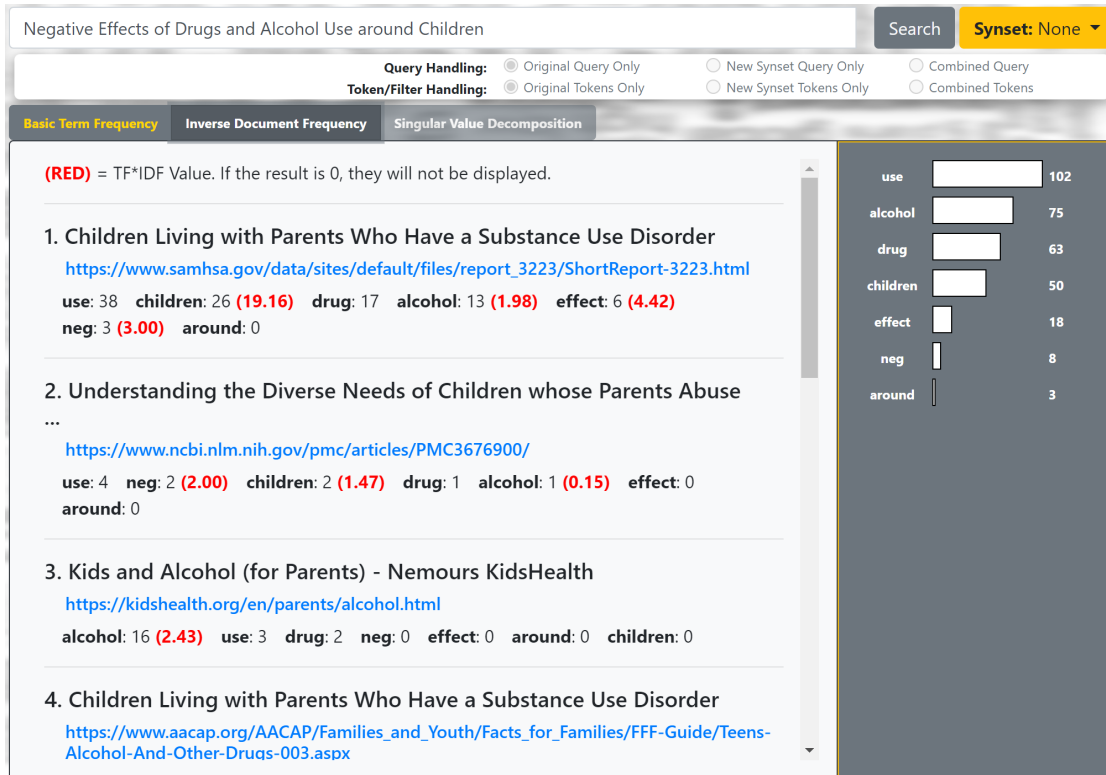 Negative Effects of Drugs and Alcohol Use around Children
Search
Synset: None
Query Handling: Original Query Only New Synset Query Only Combined Query
Token/Filter Handling: Original Tokens Only New Synset Tokens Only Combined Tokens
Basic Term Frequency Inverse Document Frequency Singular Value Decomposition
(RED) = TF*IDF Value. If the result is 0, they will not be displayed.
1. Children Living with Parents Who Have a Substance Use Disorder
https://www.samhsa.gov/data/sites/default/files/report_3223/ShortReport-3223.html
use: 38 children: 26 (19.16) drug: 17 alcohol: 13 (1.98) effect: 6 (4.42)
neg: 3 (3.00) around: 0
2. Understanding the Diverse Needs of Children whose Parents Abuse
...
https://www.ncbi.nlm.nih.gov/pmc/articles/PMC3676900/
use: 4 neg: 2 (2.00) children: 2 (1.47) drug: 1 alcohol: 1 (0.15) effect: 0
around: 0
3. Kids and Alcohol (for Parents) - Nemours KidsHealth
https://kidshealth.org/en/parents/alcohol.html
alcohol: 16 (2.43) use: 3 drug: 2 neg: 0 effect: 0 around: 0 children: 0
4. Children Living with Parents Who Have a Substance Use Disorder
https://www.aacap.org/AACAP/Families_and_Youth/Facts_for_Families/FFF-Guide/Teens-
Alcohol-And-Other-Drugs-003.aspx
use 102
alcohol 75
drug 63
children 50
effect 18
neg 8
around 3